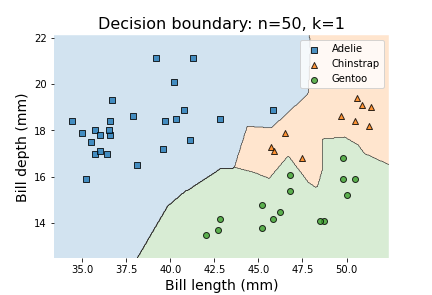 Decision boundary: n=50, k=1
Adelie
Chinstrap
Gentoo
Bill depth (mm)
22
20
18
16
14
35.0 37.5 40.0 42.5 45.0 47.5 50.0
Bill length (mm)